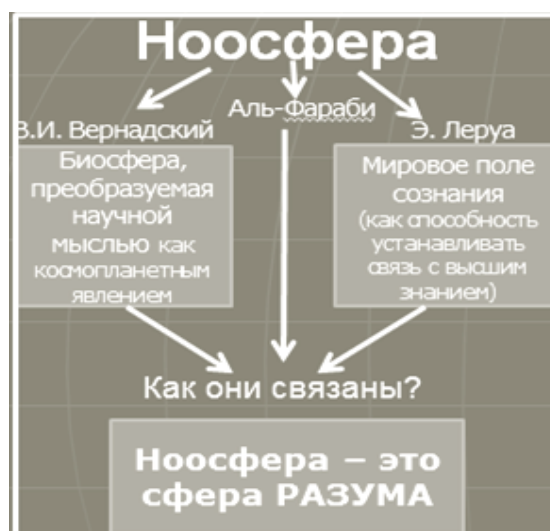 Ноосфера
В.И. Вернадский
Аль-Фараби
Э. Леруа
Биосфера,
преобразуемая
научной
мыслью как
космопланетным
явлением
Мировое поле
сознания
(как способность
устанавливать
связь с высшим
знанием)
Как они связаны?
Ноосфера – это
сфера РАЗУМА